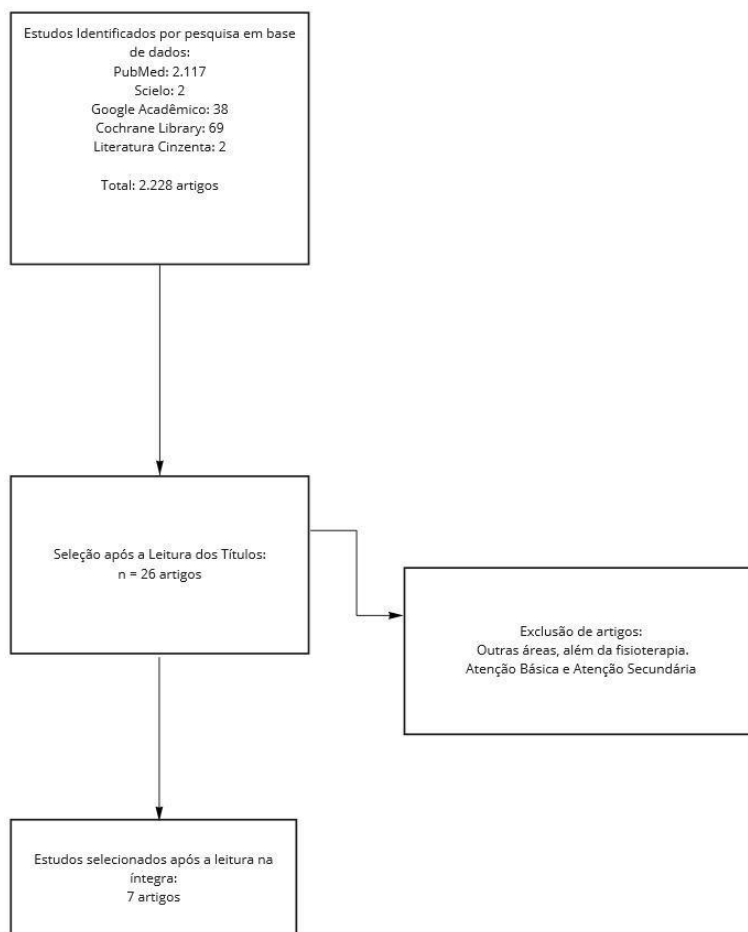 Estudos Identificados por pesquisa em base
de dados:
PubMed: 2.117
Scielo: 2
Google Acadêmico: 38
Cochrane Library: 69
Literatura Cinzenta: 2
Total: 2.228 artigos
Seleção após a Leitura dos Títulos:
n = 26 artigos
Exclusão de artigos:
Outras áreas, além da fisioterapia.
Atenção Básica e Atenção Secundária
Estudos selecionados após a leitura na
íntegra:
7 artigos